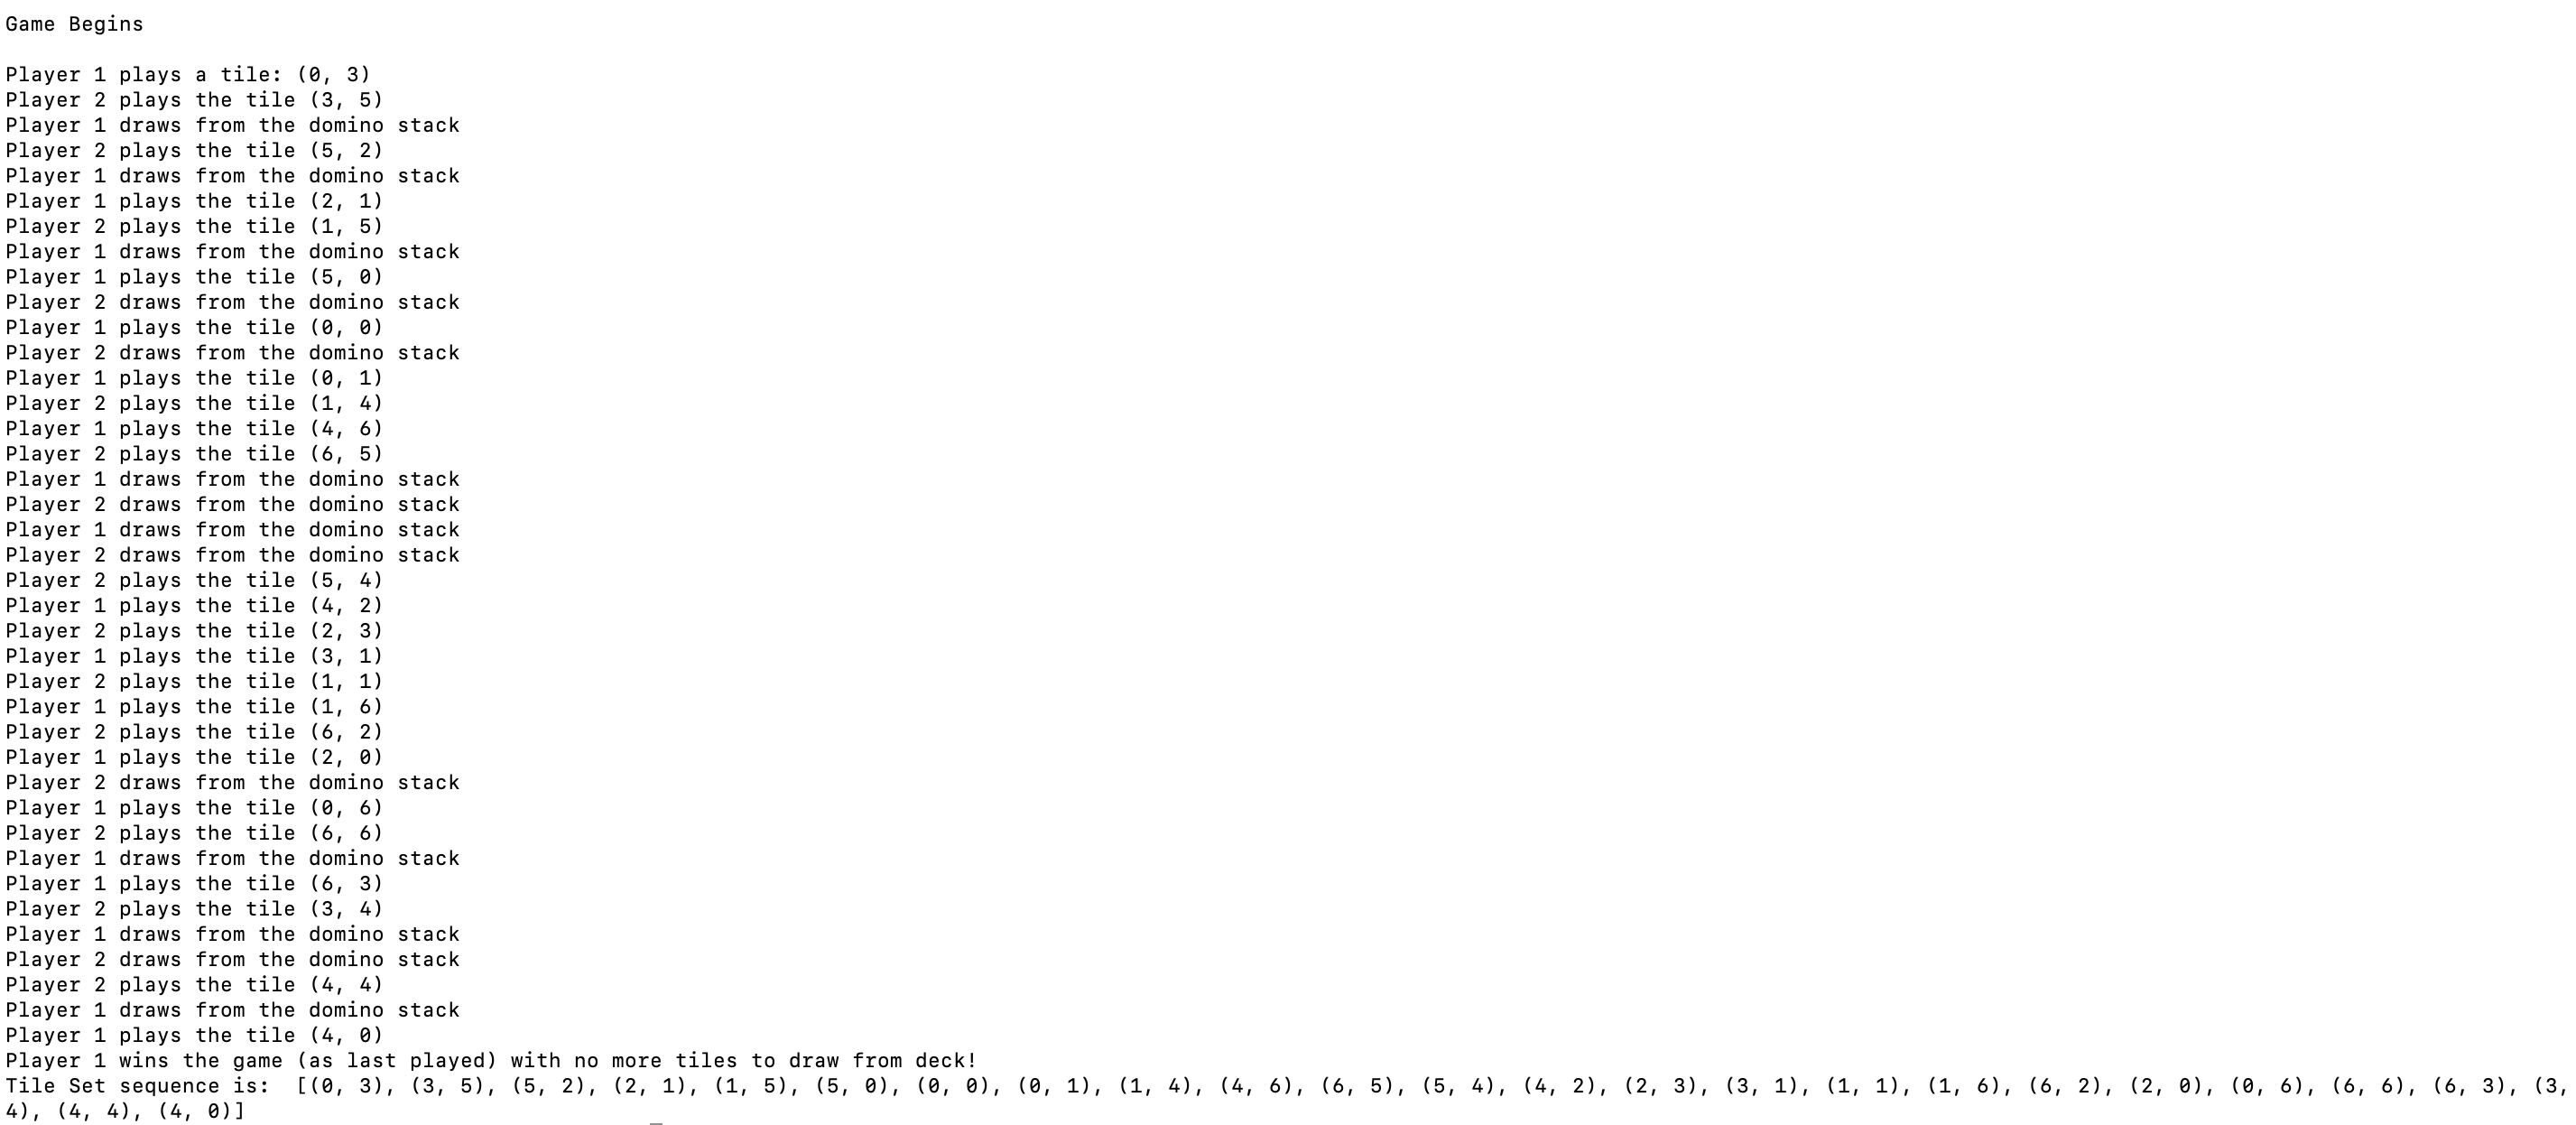 Game Begins
Player 1 plays a tile: (0, 3)
Player 2 plays the tile (3, 5)
Player 1 draws from the domino stack
Player 2 plays the tile (5, 2)
Player 1 draws from the domino stack
Player 1 plays the tile (2, 1)
Player 2 plays the tile (1, 5)
Player 1 draws from the domino stack
Player 1 plays the tile (5, 0)
Player 2 draws from the domino stack
Player 1 plays the tile (0, 0)
Player 2 draws from the domino stack
Player 1 plays the tile (0, 1)
Player 2 plays the tile (1, 4)
Player 1 plays the tile (4, 6)
Player 2 plays the tile (6, 5)
Player 1 draws from the domino stack
Player 2 draws from the domino stack
Player 1 draws from the domino stack
Player 2 draws from the domino stack
Player 2 plays the tile (5, 4)
Player 1 plays the tile (4, 2)
Player 2 plays the tile (2, 3)
Player 1 plays the tile (3, 1)
Player 2 plays the tile (1, 1)
Player 1 plays the tile (1, 6)
Player 2 plays the tile (6, 2)
Player 1 plays the tile (2, 0)
Player 2 draws from the domino stack
Player 1 plays the tile (0, 6)
Player 2 plays the tile (6, 6)
Player 1 draws from the domino stack
Player 1 plays the tile (6, 3)
Player 2 plays the tile (3, 4)
Player 1 draws from the domino stack
Player 2 draws from the domino stack
Player 2 plays the tile (4, 4)
Player 1 draws from the domino stack
Player 1 plays the tile (4, 0)
Player 1 wins the game (as last played) with no more tiles to draw from deck!
Tile Set sequence is:  [(0, 3), (3, 5), (5, 2), (2, 1), (1, 5), (5, 0), (0, 0), (0, 1), (1, 4), (4, 6), (6, 5), (5, 4), (4, 2), (2, 3), (3, 1), (1, 1), (1, 6), (6, 2), (2, 0), (0, 6), (6, 6), (6, 3), (3,
4), (4, 4), (4, 0)]